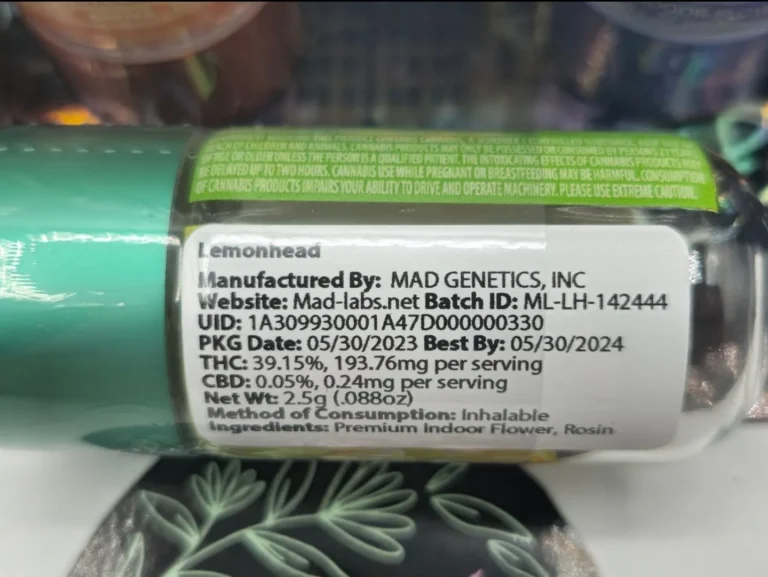 EACH OF CHILDREN AND ANIMALS. CANNABIS PRODUCTS MAY ONLY BE POSSESSED OR CONSUMED BY PERSONS 21 YEARS
OF AGE OR OLDER UNLESS THE PERSON IS A QUALIFIED PATIENT. THE INTOXICATING EFFECTS OF CANNABIS PRODUCTS MAY
BE DELAYED UP TO TWO HOURS. CANNABIS USE WHILE PREGNANT OR BREASTFEEDING MAY BE HARMFUL. CONSUMPTION
OF CANNABIS PRODUCTS IMPAIRS YOUR ABILITY TO DRIVE AND OPERATE MACHINERY. PLEASE USE EXTREME CAUTION.
Lemonhead
Manufactured By: MAD GENETICS, INC
Website: Mad-labs.net Batch ID: ML-LH-142444
UID: 1A309930001A47D000000330
PKG Date: 05/30/2023 Best By: 05/30/2024
THC: 39.15%, 193.76mg per serving
CBD: 0.05%, 0.24mg per serving
Net Wt: 2.5g (.088oz)
Method of Consumption: Inhalable
Ingredients: Premium Indoor Flower, Rosin